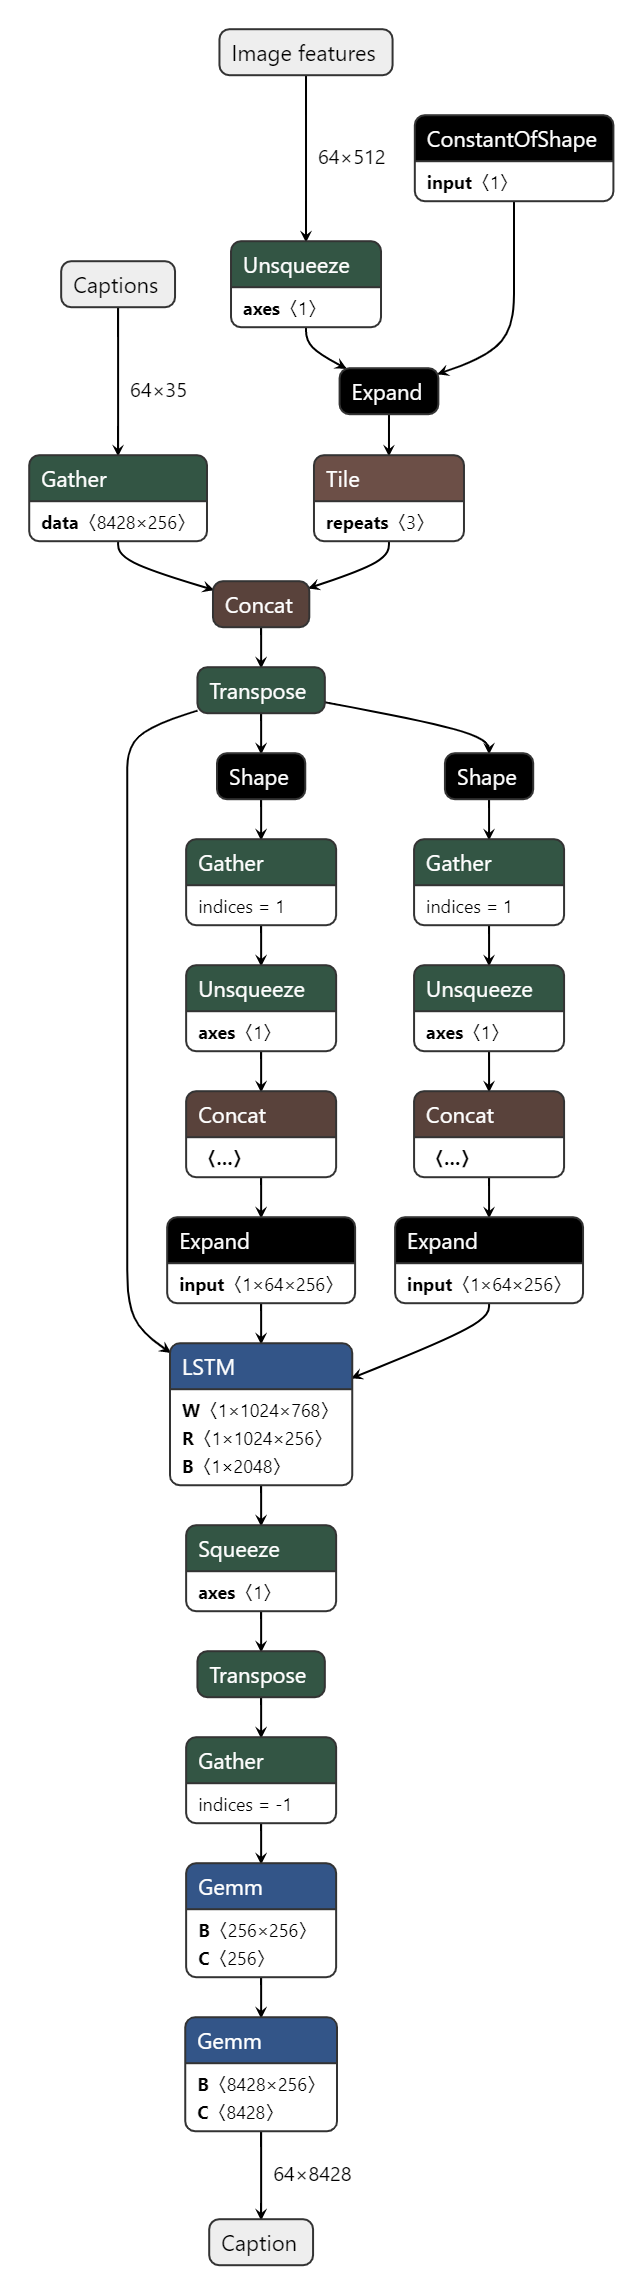 Image features
64×512
ConstantOfShape
input〈1〉
Unsqueeze
axes〈1〉
Captions
64×35
Expand
Gather
data〈8428×256〉
Tile
repeats〈3〉
Concat
Transpose
Shape
Shape
Gather
indices = 1
Gather
indices = 1
Unsqueeze
axes〈1〉
Unsqueeze
axes〈1〉
Concat
〈...〉
Concat
〈...〉
Expand
input〈1×64×256〉
Expand
input〈1×64×256〉
LSTM
W〈1×1024×768〉
R〈1×1024×256〉
B〈1×2048〉
Squeeze
axes〈1〉
Transpose
Gather
indices = -1
Gemm
B〈256×256〉
C〈256〉
Gemm
B〈8428×256〉
C〈8428〉
64×8428
Caption